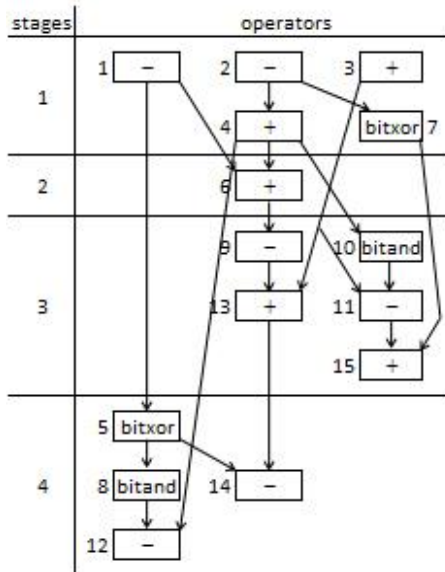 stages operators
1 − 2 − 3 +
1
4 + bitxor 7
2 6 + 
9 − 10 bitand
3 13 + 11 −
15 +
5 bitxor
4 8 bitand 14 −
12 −